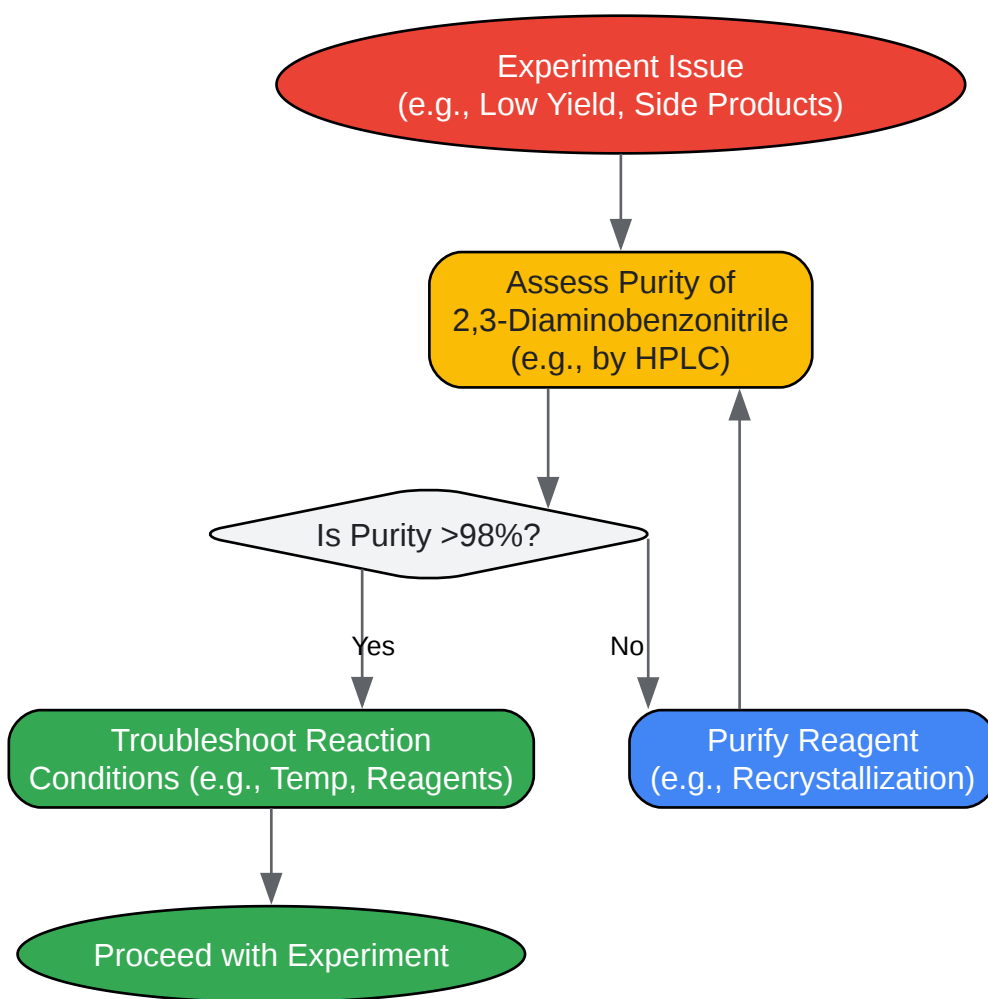 Experiment Issue
(e.g., Low Yield, Side Products)
Assess Purity of
2,3-Diaminobenzonitrile
(e.g., by HPLC)
Is Purity >98%?
Yes
No
Troubleshoot Reaction
Conditions (e.g., Temp, Reagents)
Purify Reagent
(e.g., Recrystallization)
Proceed with Experiment